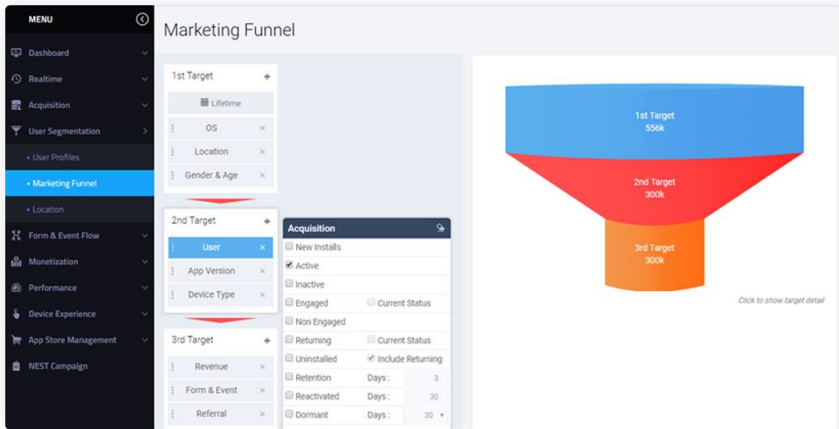 MENU
Dashboard
Realtime
Acquisition
User Segmentation
• User Profiles
• Marketing Funnel
• Location
Form & Event Flow
Monetization
Performance
Device Experience
App Store Management
NEST Campaign
Marketing Funnel
1st Target +
Lifetime
OS ×
Location ×
Gender & Age ×
2nd Target +
User ×
App Version ×
Device Type ×
3rd Target +
Revenue ×
Form & Event ×
Referral ×
Acquisition
New Installs
Active
Inactive
Engaged Current Status
Non Engaged
Returning Current Status
Uninstalled Include Returning
Retention Days : 3
Reactivated Days : 30
Dormant Days : 30
1st Target
556k
2nd Target
300k
3rd Target
300k
Click to show target detail